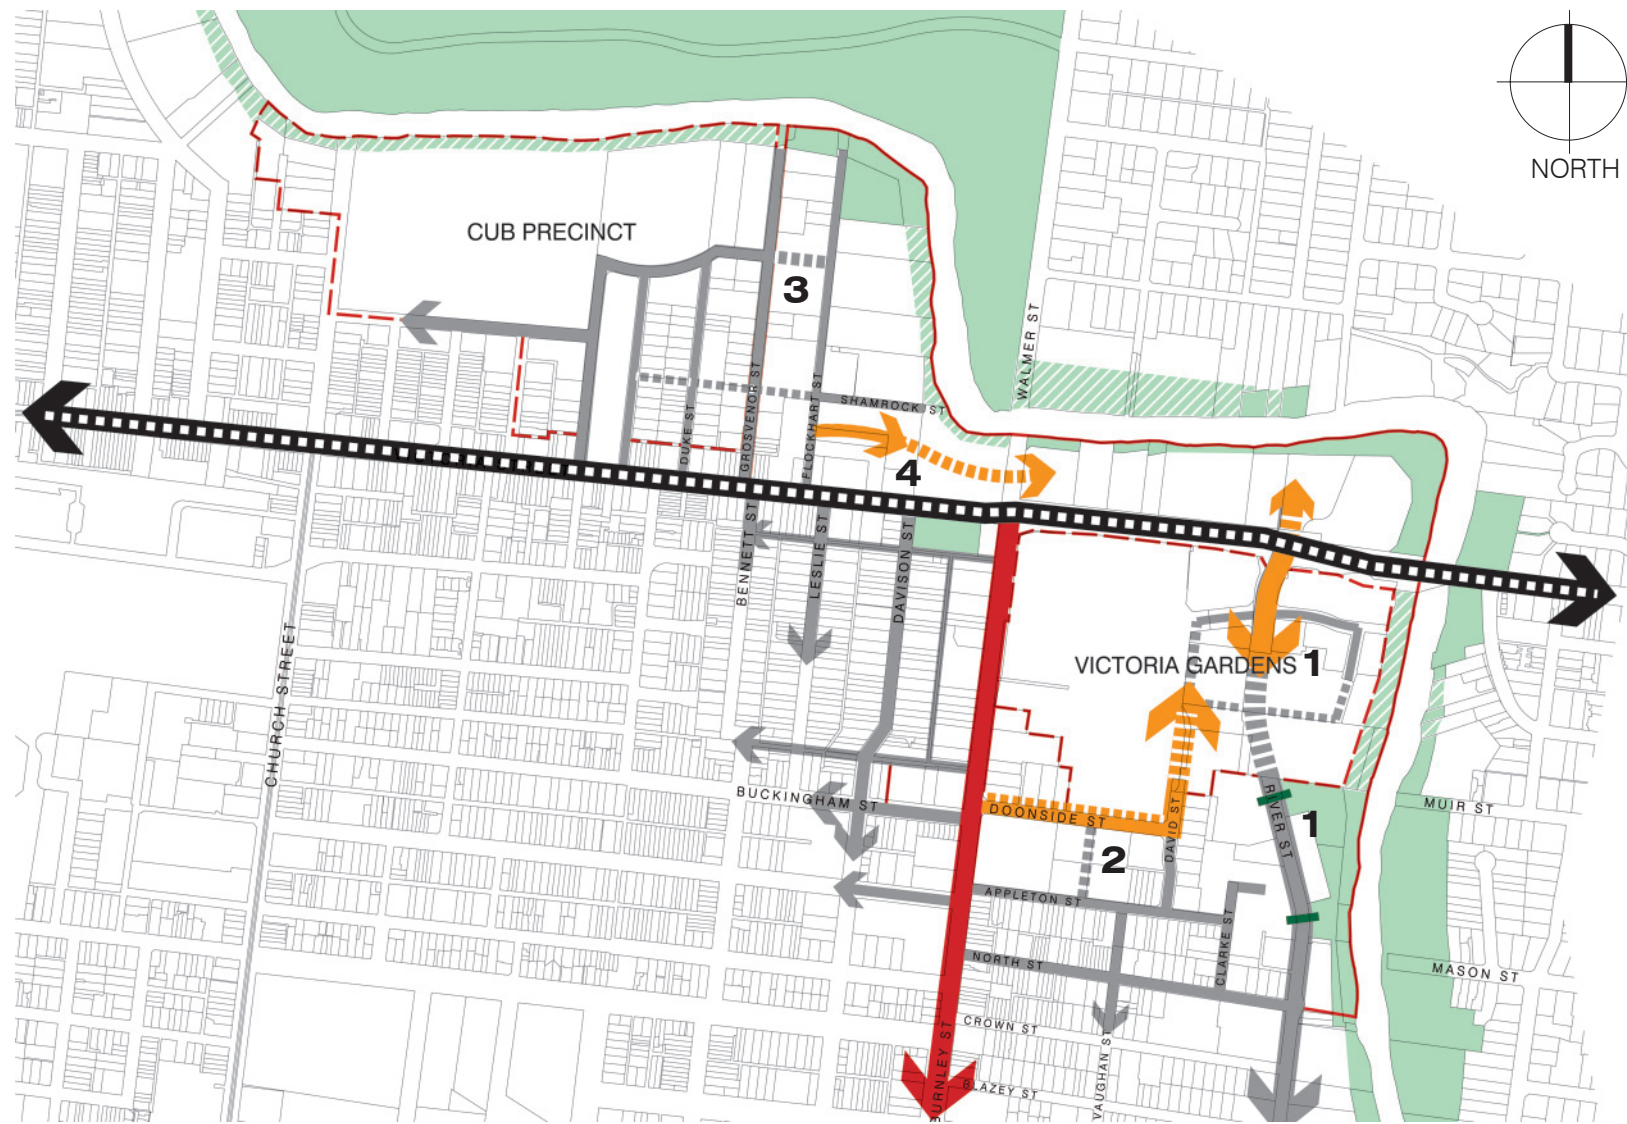 NORTH
CUB PRECINCT
3
WALMER ST
GROSVENOR ST
FLOCKHART ST
SHAMROCK ST
DUKE ST
4
BENNETT ST
LESLIE ST
DAVISON ST
CHURCH STREET
VICTORIA GARDENS
1
BUCKINGHAM ST
DOONSIDE ST
DAVID ST
RIVER ST
1
MUIR ST
2
APPLETON ST
CLARKE ST
NORTH ST
MASON ST
CROWN ST
BURNLEY ST
VAUGHAN ST
BLAZEY ST